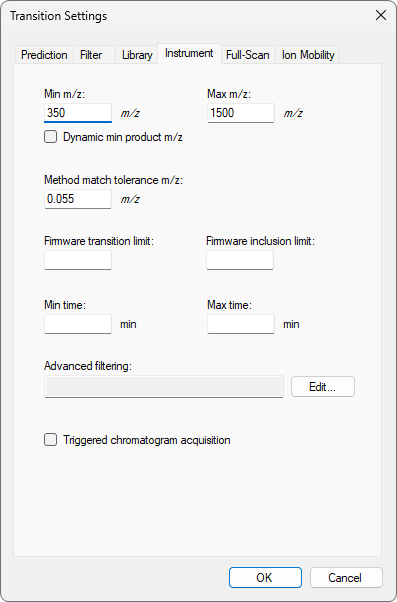 Transition Settings
Prediction Filter Library Instrument Full-Scan Ion Mobility
Min m/z: Max m/z:
350 m/z 1500 m/z
Dynamic min product m/z
Method match tolerance m/z:
0.055 m/z
Firmware transition limit: Firmware inclusion limit:
Min time: Max time:
min min
Advanced filtering:
Edit...
Triggered chromatogram acquisition
OK Cancel